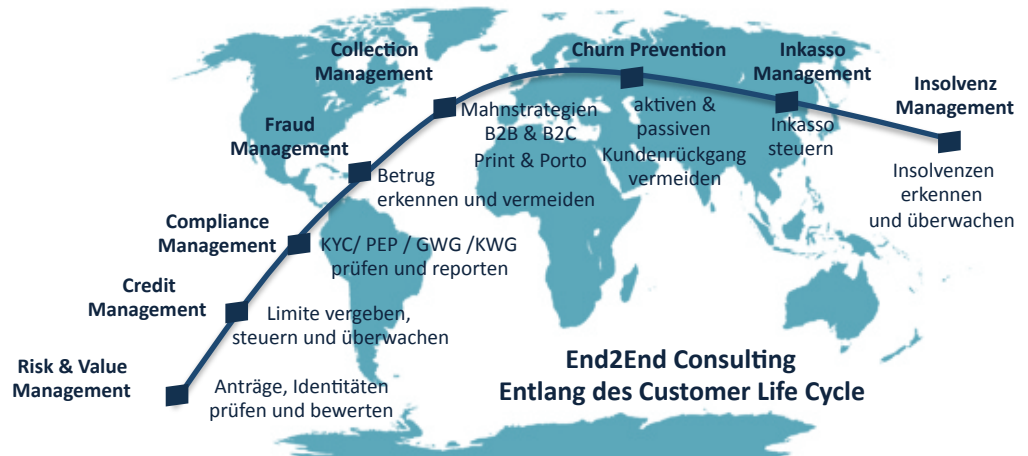 Collection
Management
Churn Prevention
Inkasso
Management
Insolvenz
Management
Fraud
Management
Mahnstrategien
B2B & B2C
Print & Porto
aktiven &
passiven
Kundenrückgang
vermeiden
Inkasso
steuern
Insolvenzen
erkennen
und überwachen
Betrug
erkennen und vermeiden
Compliance
Management
KYC/ PEP / GWG /KWG
prüfen und reporten
Credit
Management
Limite vergeben,
steuern und überwachen
Risk & Value
Management
Anträge, Identitäten
prüfen und bewerten
End2End Consulting
Entlang des Customer Life Cycle